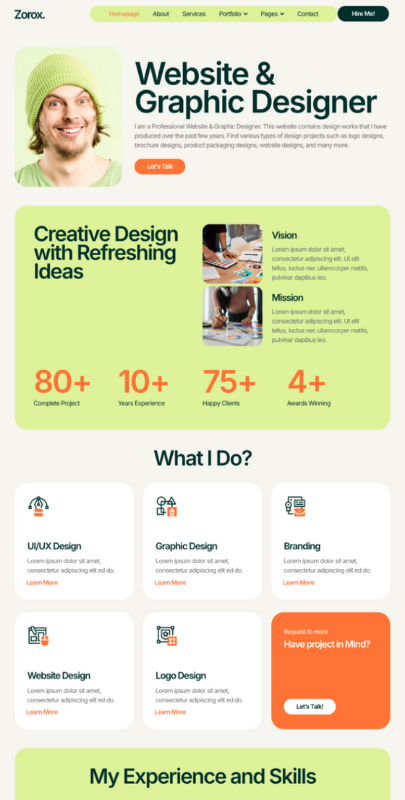 Zorox.
Homepage About Services Portfolio Pages Contact Hire Me!
Website &
Graphic Designer
I am a Professional Website & Graphic Designer. This website contains design works that I have
produced over the past few years. Find various types of design projects such as logo designs,
brochure designs, product packaging designs, website designs, and many more.
Let's Talk
Creative Design
with Refreshing
Ideas
Vision
Lorem ipsum dolor sit amet,
consectetur adipiscing elit. Ut elit
tellus, luctus nec ullamcorper mattis,
pulvinar dapibus leo.
Mission
Lorem ipsum dolor sit amet,
consectetur adipiscing elit. Ut elit
tellus, luctus nec ullamcorper mattis,
pulvinar dapibus leo.
80+ 10+ 75+ 4+
Complete Project Years Experience Happy Clients Awards Winning
What I Do?
UI/UX Design
Lorem ipsum dolor sit amet,
consectetur adipiscing elit ed do.
Learn More
Graphic Design
Lorem ipsum dolor sit amet,
consectetur adipiscing elit ed do.
Learn More
Branding
Lorem ipsum dolor sit amet,
consectetur adipiscing elit ed do.
Learn More
Website Design
Lorem ipsum dolor sit amet,
consectetur adipiscing elit ed do.
Learn More
Logo Design
Lorem ipsum dolor sit amet,
consectetur adipiscing elit ed do.
Learn More
Request fo more
Have project in Mind?
Let's Talk!
My Experience and Skills